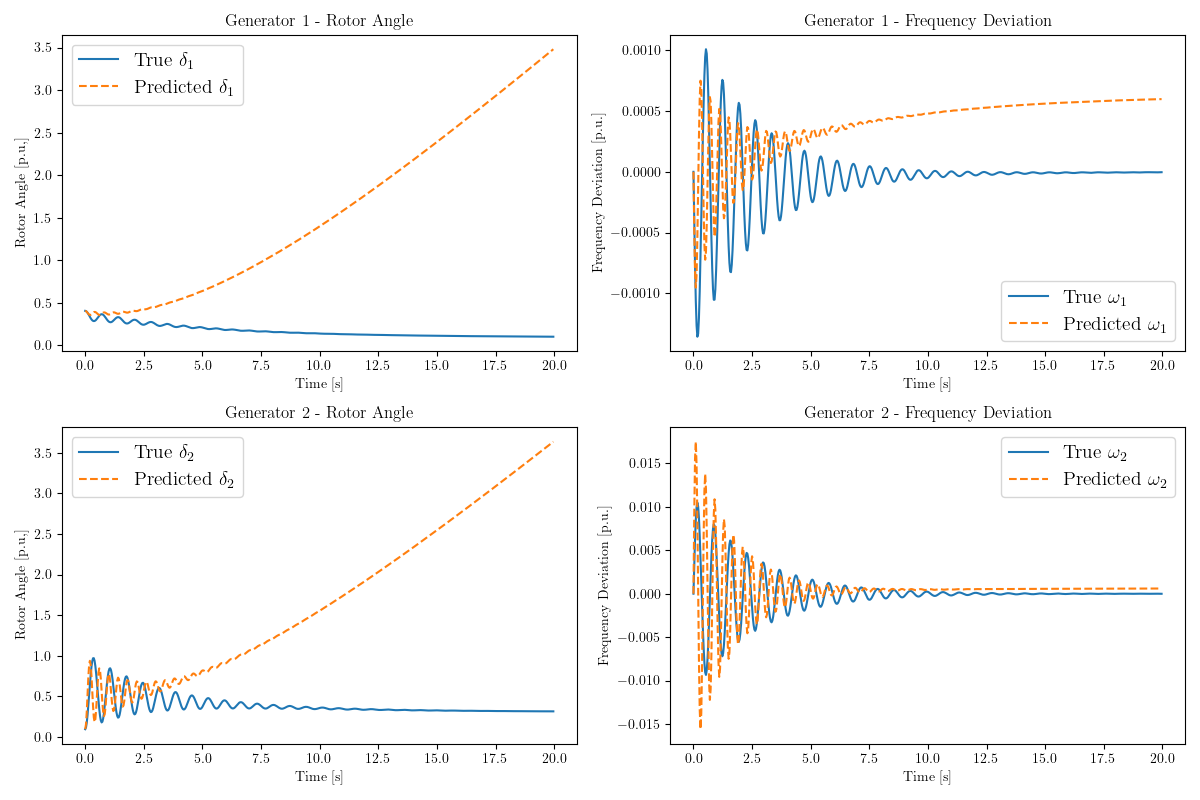 Generator 1 - Rotor Angle
Rotor Angle [p.u.]
3.5
3.0
2.5
2.0
1.5
1.0
0.5
0.0
True δ₁
Predicted δ₁
0.0 2.5 5.0 7.5 10.0 12.5 15.0 17.5 20.0
Time [s]
Generator 1 - Frequency Deviation
Frequency Deviation [p.u.]
0.0010
0.0005
0.0000
−0.0005
−0.0010
True ω₁
Predicted ω₁
0.0 2.5 5.0 7.5 10.0 12.5 15.0 17.5 20.0
Time [s]
Generator 2 - Rotor Angle
Rotor Angle [p.u.]
3.5
3.0
2.5
2.0
1.5
1.0
0.5
0.0
True δ₂
Predicted δ₂
0.0 2.5 5.0 7.5 10.0 12.5 15.0 17.5 20.0
Time [s]
Generator 2 - Frequency Deviation
Frequency Deviation [p.u.]
0.015
0.010
0.005
0.000
−0.005
−0.010
−0.015
True ω₂
Predicted ω₂
0.0 2.5 5.0 7.5 10.0 12.5 15.0 17.5 20.0
Time [s]